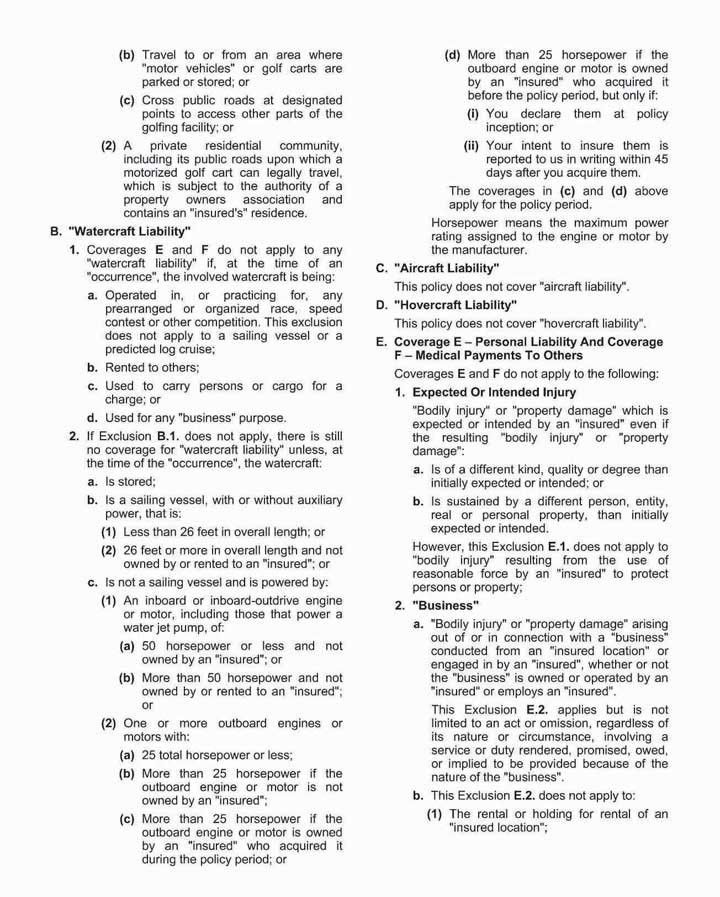 (b) Travel to or from an area where
"motor vehicles" or golf carts are
parked or stored; or
(c) Cross public roads at designated
points to access other parts of the
golfing facility; or
(2) A private residential community,
including its public roads upon which a
motorized golf cart can legally travel,
which is subject to the authority of a
property owners association and
contains an "insured's" residence.
B. "Watercraft Liability"
1. Coverages E and F do not apply to any
"watercraft liability" if, at the time of an
"occurrence", the involved watercraft is being:
a. Operated in, or practicing for, any
prearranged or organized race, speed
contest or other competition. This exclusion
does not apply to a sailing vessel or a
predicted log cruise;
b. Rented to others;
c. Used to carry persons or cargo for a
charge; or
d. Used for any "business" purpose.
2. If Exclusion B.1. does not apply, there is still
no coverage for "watercraft liability" unless, at
the time of the "occurrence", the watercraft:
a. Is stored;
b. Is a sailing vessel, with or without auxiliary
power, that is:
(1) Less than 26 feet in overall length; or
(2) 26 feet or more in overall length and not
owned by or rented to an "insured"; or
c. Is not a sailing vessel and is powered by:
(1) An inboard or inboard-outdrive engine
or motor, including those that power a
water jet pump, of:
(a) 50 horsepower or less and not
owned by an "insured"; or
(b) More than 50 horsepower and not
owned by or rented to an "insured";
or
(2) One or more outboard engines or
motors with:
(a) 25 total horsepower or less;
(b) More than 25 horsepower if the
outboard engine or motor is not
owned by an "insured";
(c) More than 25 horsepower if the
outboard engine or motor is owned
by an "insured" who acquired it
during the policy period; or
(d) More than 25 horsepower if the
outboard engine or motor is owned
by an "insured" who acquired it
before the policy period, but only if:
(i) You declare them at policy
inception; or
(ii) Your intent to insure them is
reported to us in writing within 45
days after you acquire them.
The coverages in (c) and (d) above
apply for the policy period.
Horsepower means the maximum power
rating assigned to the engine or motor by
the manufacturer.
C. "Aircraft Liability"
This policy does not cover "aircraft liability".
D. "Hovercraft Liability"
This policy does not cover "hovercraft liability".
E. Coverage E – Personal Liability And Coverage
F – Medical Payments To Others
Coverages E and F do not apply to the following:
1. Expected Or Intended Injury
"Bodily injury" or "property damage" which is
expected or intended by an "insured" even if
the resulting "bodily injury" or "property
damage":
a. Is of a different kind, quality or degree than
initially expected or intended; or
b. Is sustained by a different person, entity,
real or personal property, than initially
expected or intended.
However, this Exclusion E.1. does not apply to
"bodily injury" resulting from the use of
reasonable force by an "insured" to protect
persons or property;
2. "Business"
a. "Bodily injury" or "property damage" arising
out of or in connection with a "business"
conducted from an "insured location" or
engaged in by an "insured", whether or not
the "business" is owned or operated by an
"insured" or employs an "insured".
This Exclusion E.2. applies but is not
limited to an act or omission, regardless of
its nature or circumstance, involving a
service or duty rendered, promised, owed,
or implied to be provided because of the
nature of the "business".
b. This Exclusion E.2. does not apply to:
(1) The rental or holding for rental of an
"insured location";